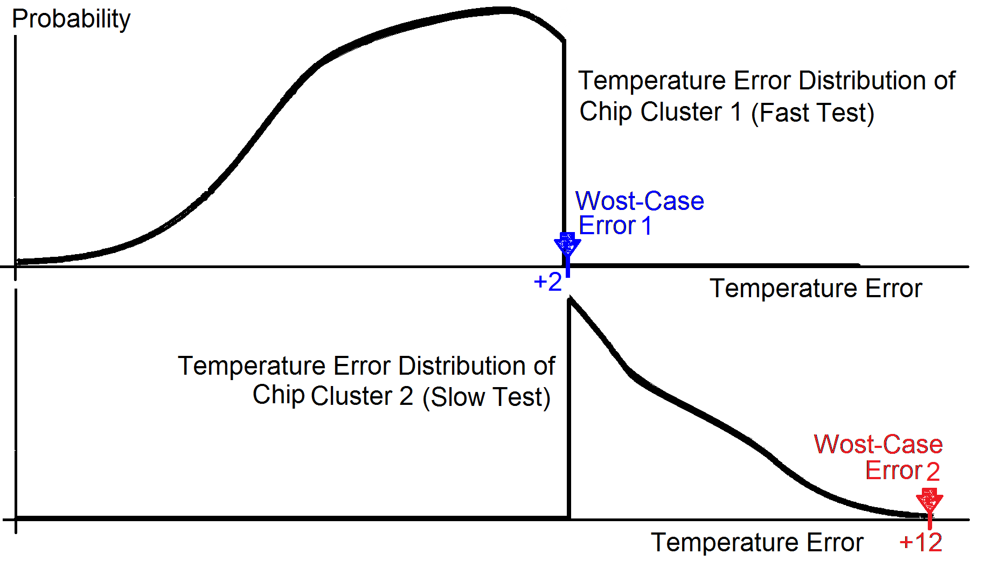 Probability
Temperature Error Distribution of
Chip Cluster 1 (Fast Test)
Wost-Case
Error 1
+2
Temperature Error
Temperature Error Distribution of
Chip Cluster 2 (Slow Test)
Wost-Case
Error 2
Temperature Error
+12